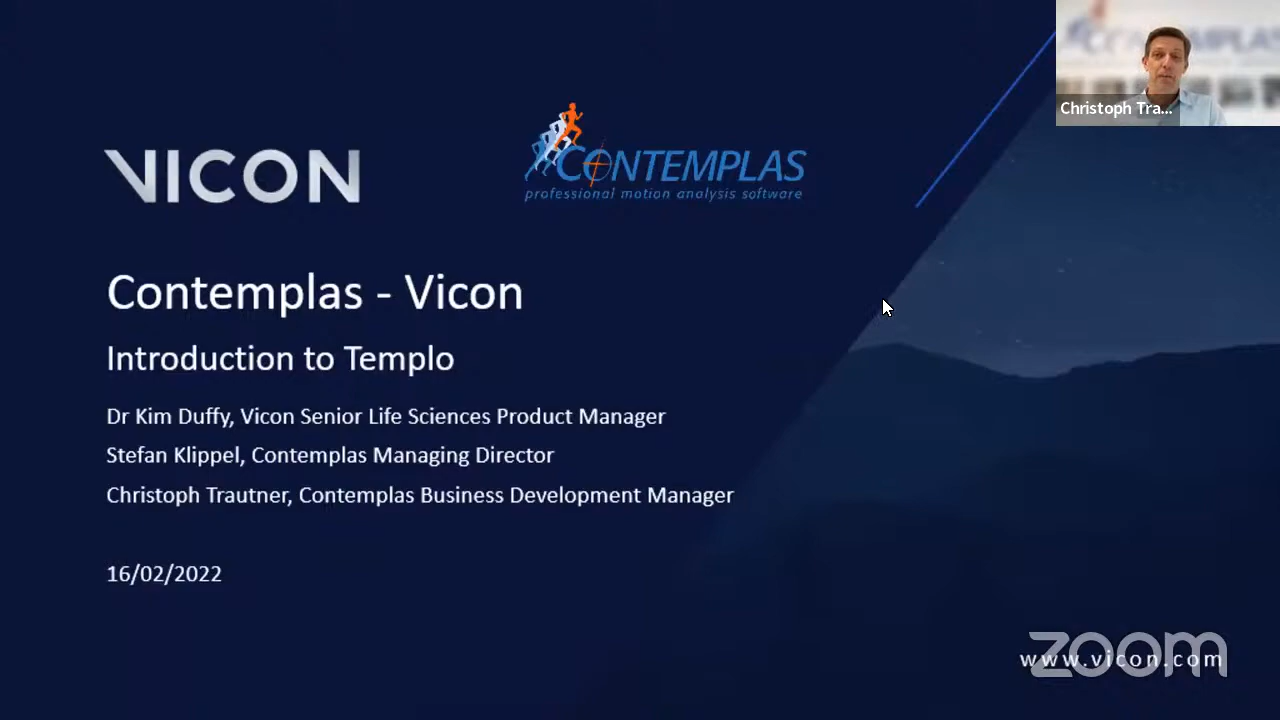 VICON
CONTEMPLAS
professional motion analysis software
Christoph Tra...
Contemplas - Vicon
Introduction to Templo
Dr Kim Duffy, Vicon Senior Life Sciences Product Manager
Stefan Klippel, Contemplas Managing Director
Christoph Trautner, Contemplas Business Development Manager
16/02/2022
zoom
www.vicon.com